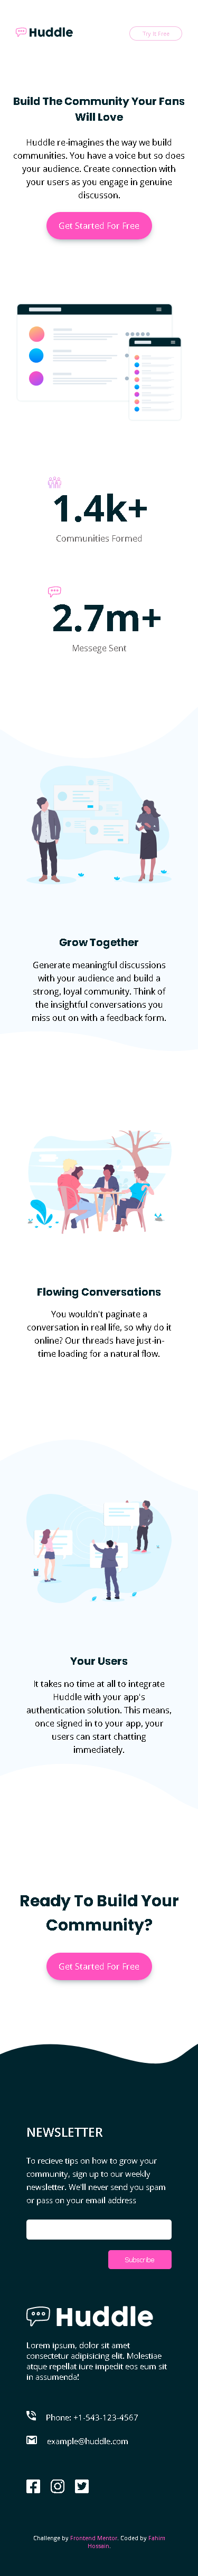 Huddle
Try It Free
Build The Community Your Fans
Will Love
Huddle re-imagines the way we build
communities. You have a voice but so does
your audience. Create connection with
your users as you engage in genuine
discusson.
Get Started For Free
1.4k+
Communities Formed
2.7m+
Messege Sent
Grow Together
Generate meaningful discussions
with your audience and build a
strong, loyal community. Think of
the insightful conversations you
miss out on with a feedback form.
Flowing Conversations
You wouldn't paginate a
conversation in real life, so why do it
online? Our threads have just-in-
time loading for a natural flow.
Your Users
It takes no time at all to integrate
Huddle with your app's
authentication solution. This means,
once signed in to your app, your
users can start chatting
immediately.
Ready To Build Your
Community?
Get Started For Free
NEWSLETTER
To recieve tips on how to grow your
community, sign up to our weekly
newsletter. We'll never send you spam
or pass on your email address
Subscribe
Huddle
Lorem ipsum, dolor sit amet
consectetur adipisicing elit. Molestiae
atque repellat iure impedit eos eum sit
in assumenda!
Phone: +1-543-123-4567
example@huddle.com
Challenge by Frontend Mentor. Coded by Fahim
Hossain.